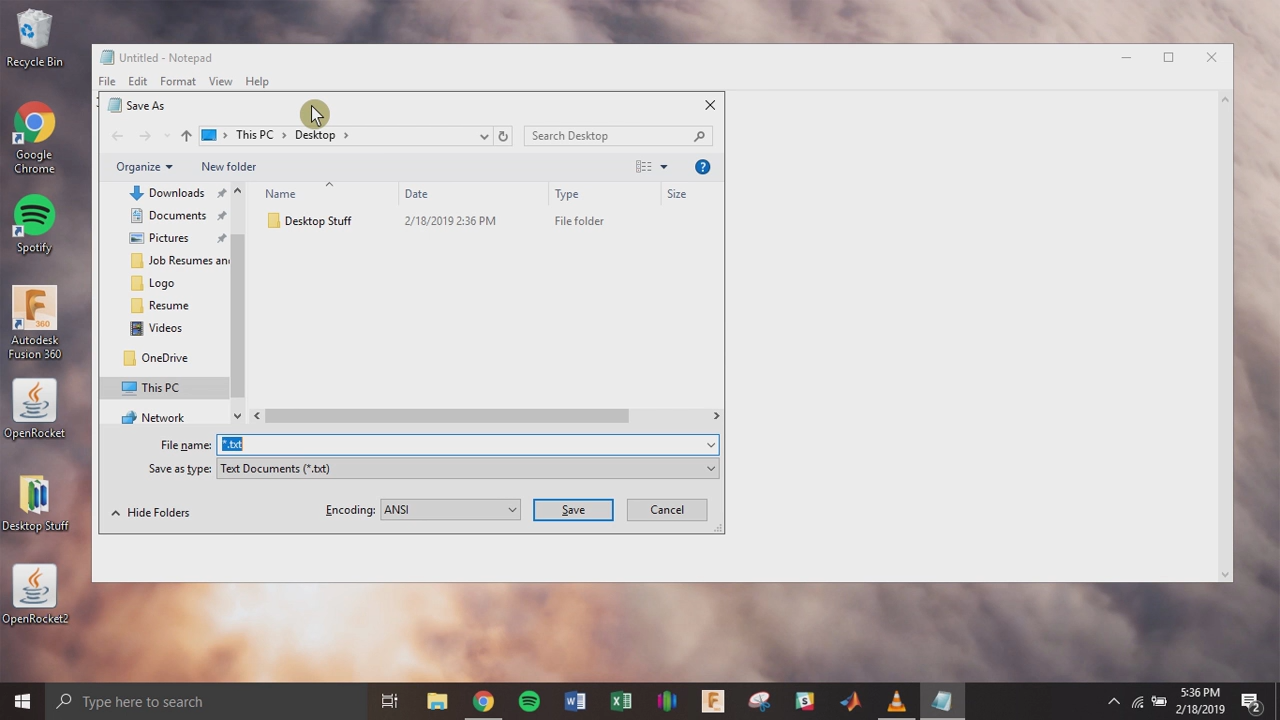 Recycle Bin
Google
Chrome
Spotify
Autodesk
Fusion 360
OpenRocket
Desktop Stuff
OpenRocket2
Untitled - Notepad
File Edit Format View Help
Save As
This PC Desktop
Search Desktop
Organize New folder
Downloads
Documents
Pictures
Job Resumes an
Logo
Resume
Videos
OneDrive
This PC
Network
Name Date Type Size
Desktop Stuff 2/18/2019 2:36 PM File folder
File name: *.txt
Save as type: Text Documents (*.txt)
Hide Folders
Encoding: ANSI
Save
Cancel
Type here to search
5:36 PM
2/18/2019
2